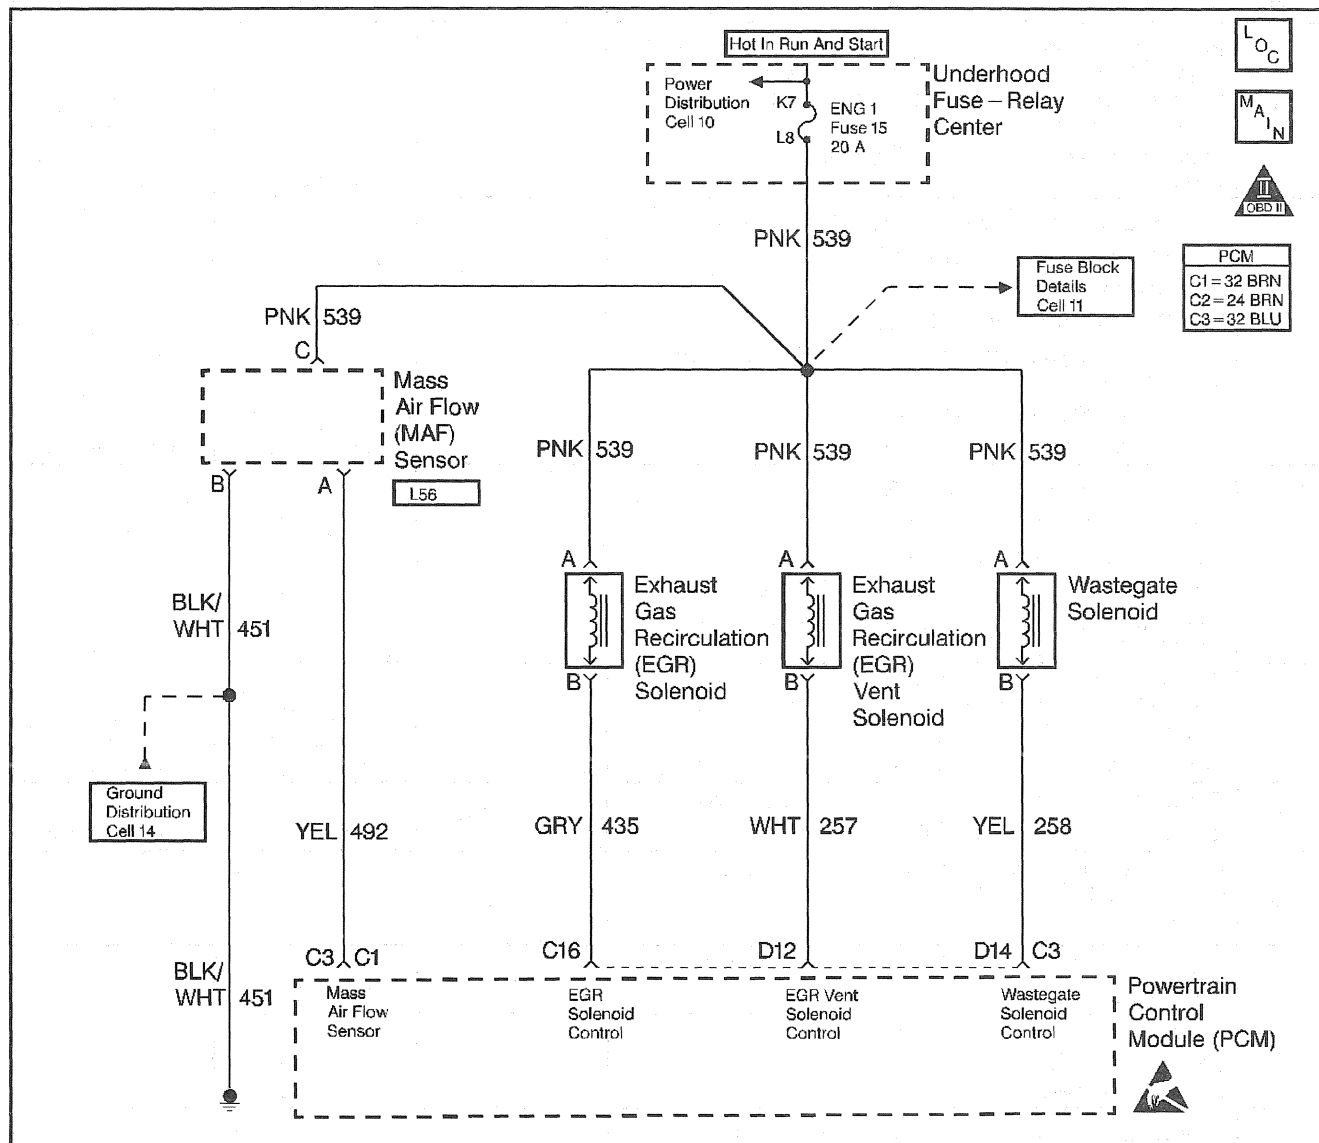 Hot In Run And Start
L O C
Power
Distribution
Cell 10
K7
L8
ENG 1
Fuse 15
20 A
Underhood
Fuse – Relay
Center
M A I N
II
OBD II
PNK 539
Fuse Block
Details
Cell 11
PCM
C1 = 32 BRN
C2 = 24 BRN
C3 = 32 BLU
PNK 539
C
Mass
Air Flow
(MAF)
Sensor
L56
B
A
PNK 539
PNK 539
PNK 539
A
A
A
Exhaust
Gas
Recirculation
(EGR)
Solenoid
Exhaust
Gas
Recirculation
(EGR)
Vent
Solenoid
Wastegate
Solenoid
B
B
B
BLK/
WHT 451
Ground
Distribution
Cell 14
YEL 492
GRY 435
WHT 257
YEL 258
BLK/
WHT 451
C3 C1
C16
D12
D14 C3
Mass
Air Flow
Sensor
EGR
Solenoid
Control
EGR Vent
Solenoid
Control
Wastegate
Solenoid
Control
Powertrain
Control
Module (PCM)